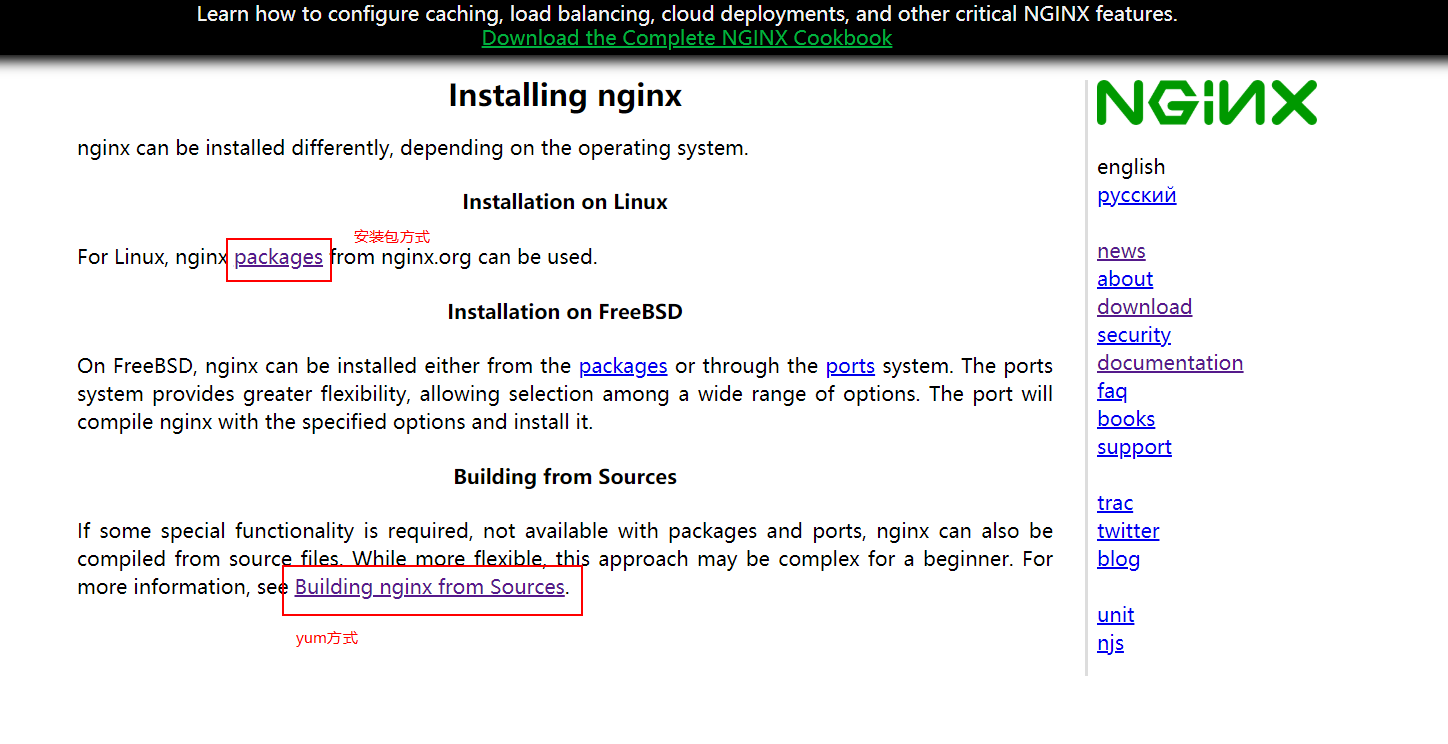 Learn how to configure caching, load balancing, cloud deployments, and other critical NGINX features.
Download the Complete NGINX Cookbook
Installing nginx
nginx can be installed differently, depending on the operating system.
Installation on Linux
安装包方式
For Linux, nginx packages from nginx.org can be used.
Installation on FreeBSD
On FreeBSD, nginx can be installed either from the packages or through the ports system. The ports
system provides greater flexibility, allowing selection among a wide range of options. The port will
compile nginx with the specified options and install it.
Building from Sources
If some special functionality is required, not available with packages and ports, nginx can also be
compiled from source files. While more flexible, this approach may be complex for a beginner. For
more information, see Building nginx from Sources.
yum方式
NGINX
english
русский
news
about
download
security
documentation
faq
books
support
trac
twitter
blog
unit
njs